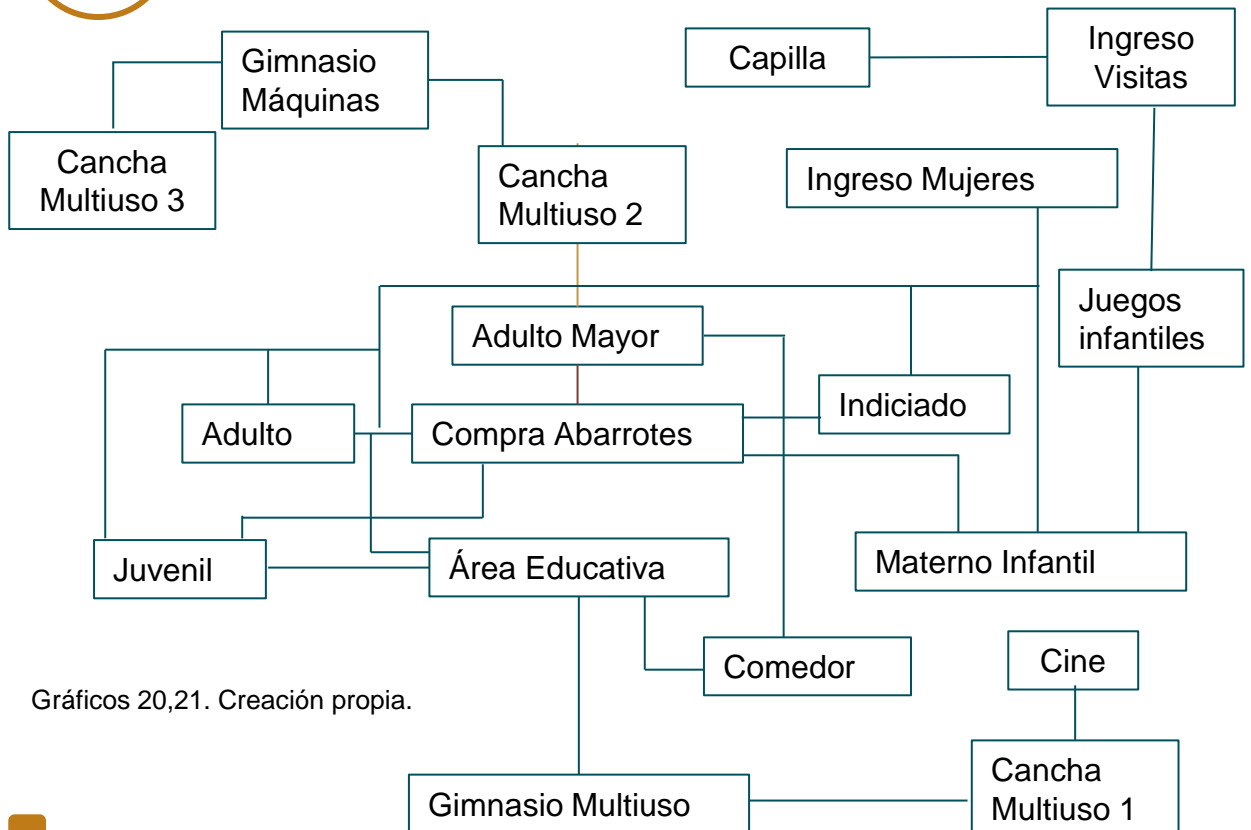 Gimnasio
Máquinas
Capilla
Ingreso
Visitas
Cancha
Multiuso 3
Cancha
Multiuso 2
Ingreso Mujeres
Adulto Mayor
Juegos
infantiles
Adulto
Compra Abarrotes
Indiciado
Juvenil
Área Educativa
Materno Infantil
Comedor
Cine
Gráficos 20,21. Creación propia.
Gimnasio Multiuso
Cancha
Multiuso 1